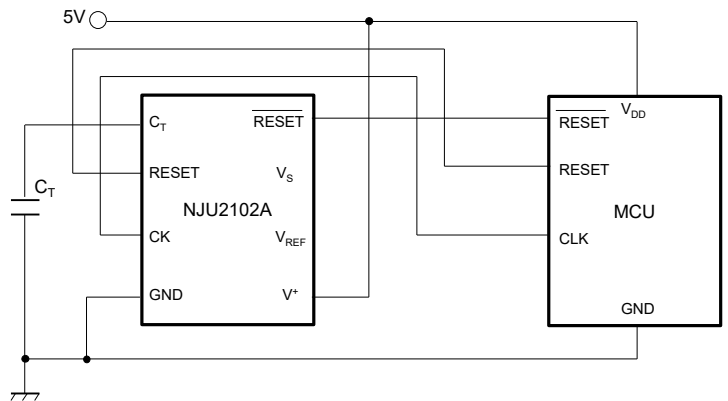 5V
C_T
RESET
CK
GND
NJU2102A
RESET
V_S
V_REF
V+
C_T
RESET
V_DD
RESET
CLK
MCU
GND